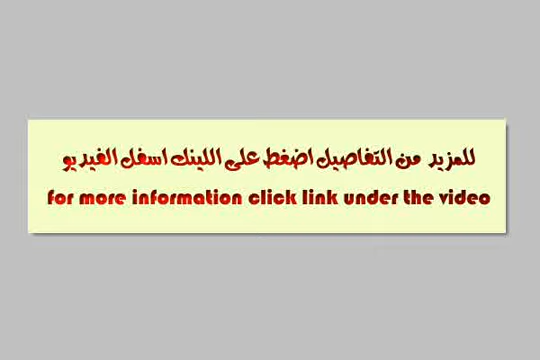 للمزيد من التفاصيل اضغط على اللينك اسفل الفيديو
for more information click link under the video